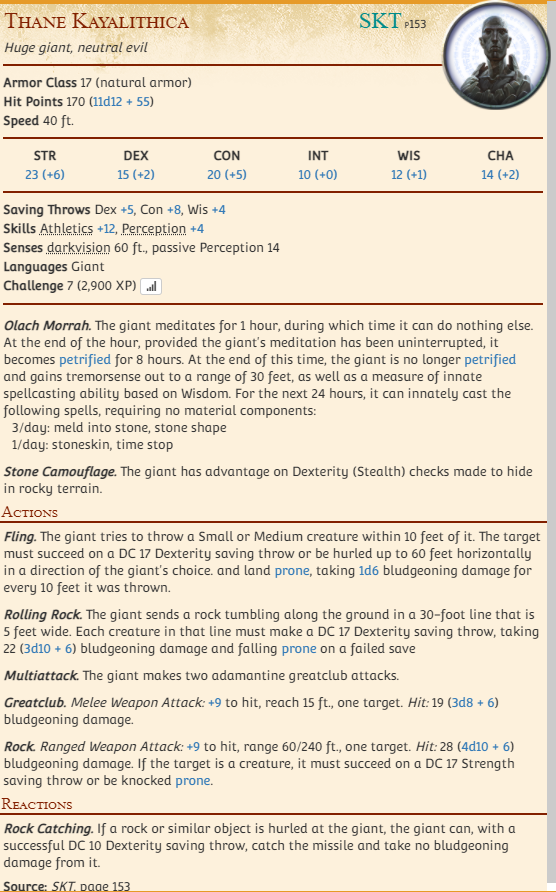 Thane Kayalithica SKT p153
Huge giant, neutral evil
Armor Class 17 (natural armor)
Hit Points 170 (11d12 + 55)
Speed 40 ft.
STR DEX CON INT WIS CHA
23 (+6) 15 (+2) 20 (+5) 10 (+0) 12 (+1) 14 (+2)
Saving Throws Dex +5, Con +8, Wis +4
Skills Athletics +12, Perception +4
Senses darkvision 60 ft., passive Perception 14
Languages Giant
Challenge 7 (2,900 XP)
Olach Morrah. The giant meditates for 1 hour, during which time it can do nothing else.
At the end of the hour, provided the giant's meditation has been uninterrupted, it
becomes petrified for 8 hours. At the end of this time, the giant is no longer petrified
and gains tremorsense out to a range of 30 feet, as well as a measure of innate
spellcasting ability based on Wisdom. For the next 24 hours, it can innately cast the
following spells, requiring no material components:
3/day: meld into stone, stone shape
1/day: stoneskin, time stop
Stone Camouflage. The giant has advantage on Dexterity (Stealth) checks made to hide
in rocky terrain.
Actions
Fling. The giant tries to throw a Small or Medium creature within 10 feet of it. The target
must succeed on a DC 17 Dexterity saving throw or be hurled up to 60 feet horizontally
in a direction of the giant's choice. and land prone, taking 1d6 bludgeoning damage for
every 10 feet it was thrown.
Rolling Rock. The giant sends a rock tumbling along the ground in a 30-foot line that is
5 feet wide. Each creature in that line must make a DC 17 Dexterity saving throw, taking
22 (3d10 + 6) bludgeoning damage and falling prone on a failed save
Multiattack. The giant makes two adamantine greatclub attacks.
Greatclub. Melee Weapon Attack: +9 to hit, reach 15 ft., one target. Hit: 19 (3d8 + 6)
bludgeoning damage.
Rock. Ranged Weapon Attack: +9 to hit, range 60/240 ft., one target. Hit: 28 (4d10 + 6)
bludgeoning damage. If the target is a creature, it must succeed on a DC 17 Strength
saving throw or be knocked prone.
Reactions
Rock Catching. If a rock or similar object is hurled at the giant, the giant can, with a
successful DC 10 Dexterity saving throw, catch the missile and take no bludgeoning
damage from it.
Source: SKT, page 153